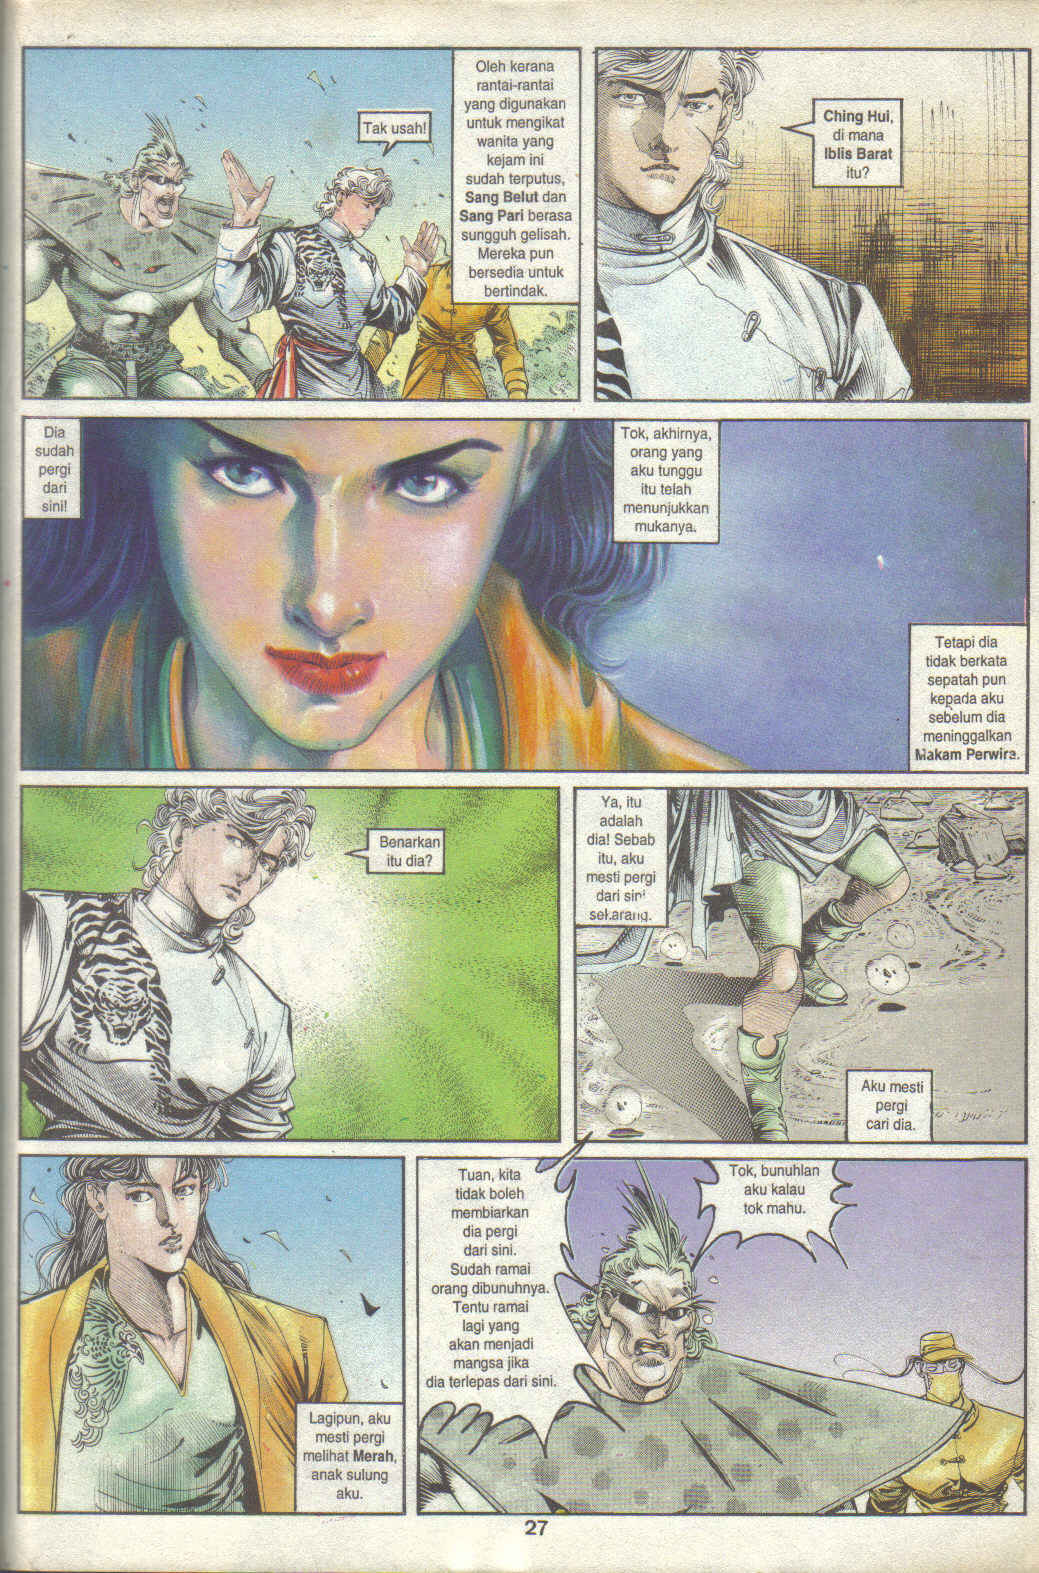 Tak usah!
Oleh kerana
rantai-rantai
yang digunakan
untuk mengikat
wanita yang
kejam ini
sudah terputus,
Sang Belut dan
Sang Pari berasa
sungguh gelisah.
Mereka pun
bersedia untuk
bertindak.
Ching Hui,
di mana
Iblis Barat
itu?
Dia
sudah
pergi
dari
sini!
Tok, akhirnya,
orang yang
aku tunggu
itu telah
menunjukkan
mukanya.
Tetapi dia
tidak berkata
sepatah pun
kepada aku
sebelum dia
meninggalkan
Makam Perwira.
Benarkan
itu dia?
Ya, itu
adalah
dia! Sebab
itu, aku
mesti pergi
dari sini
sekarang.
Aku mesti
pergi
cari dia.
Lagipun, aku
mesti pergi
melihat Merah,
anak sulung
aku.
Tuan, kita
tidak boleh
membiarkan
dia pergi
dari sini.
Sudah ramai
orang dibunuhnya.
Tentu ramai
lagi yang
akan menjadi
mangsa jika
dia terlepas dari sini.
Tok, bunuhlan
aku kalau
tok mahu.
27